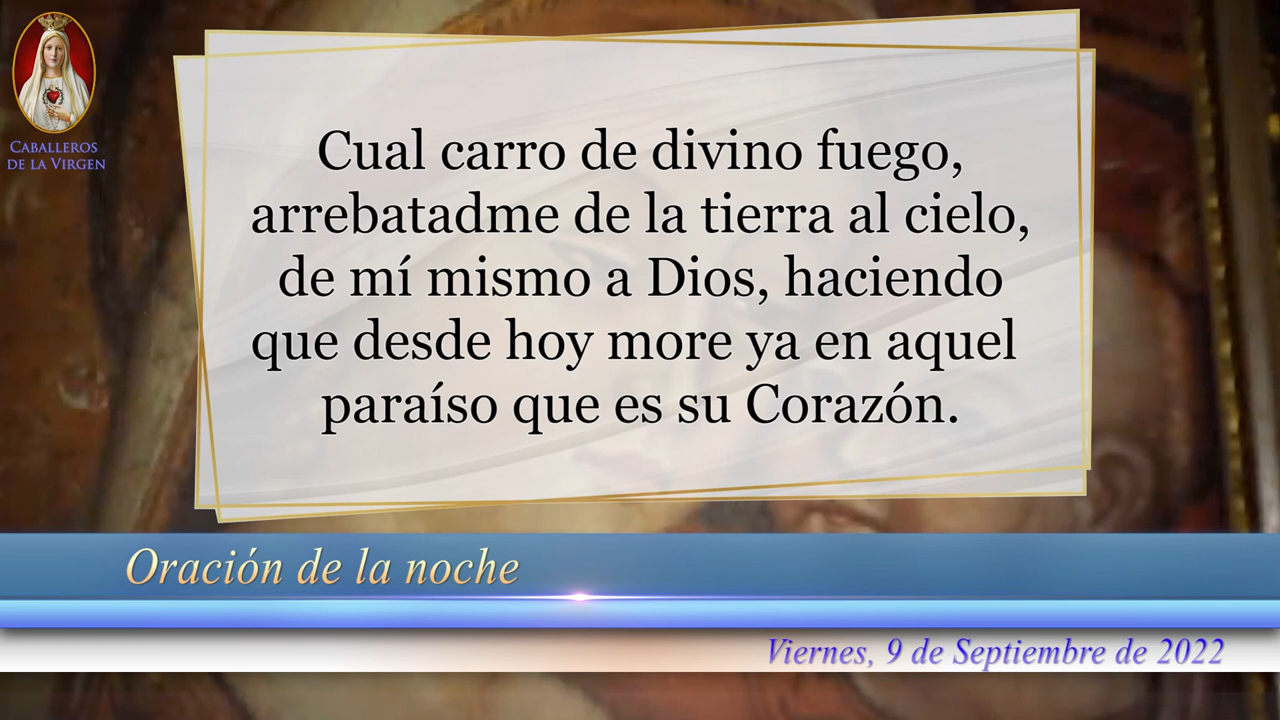 CABALLEROS
DE LA VIRGEN
Cual carro de divino fuego,
arrebatadme de la tierra al cielo,
de mí mismo a Dios, haciendo
que desde hoy more ya en aquel
paraíso que es su Corazón.
Oración de la noche
Viernes, 9 de Septiembre de 2022